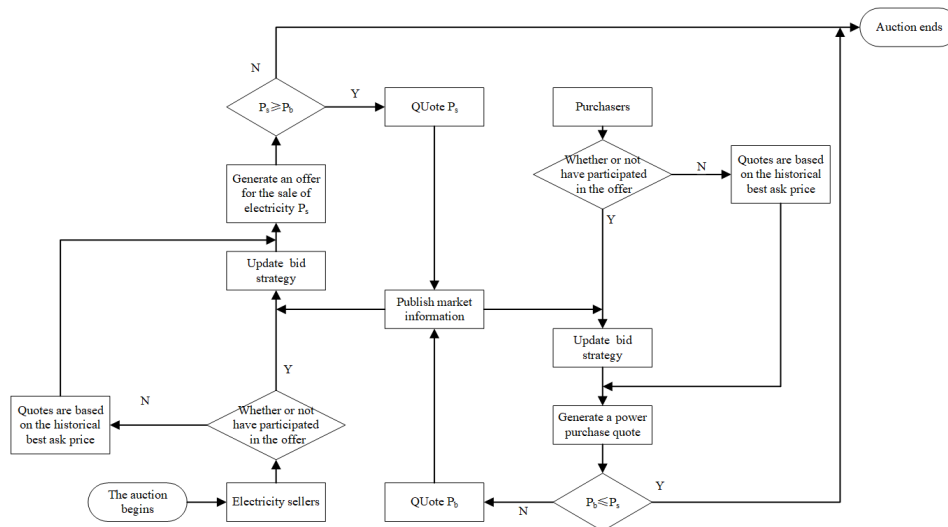 Auction ends
N
Pₛ≥P_b
Y
QUote Pₛ
Purchasers
Whether or not
have participated
in the offer
N
Quotes are based
on the historical
best ask price
Y
Generate an offer
for the sale of
electricity Pₛ
Update bid
strategy
Publish market
information
Update bid
strategy
Y
Quotes are based
on the historical
best ask price
N
Whether or not
have participated
in the offer
Generate a power
purchase quote
The auction
begins
Electricity sellers
QUote P_b
N
P_b≤Pₛ
Y